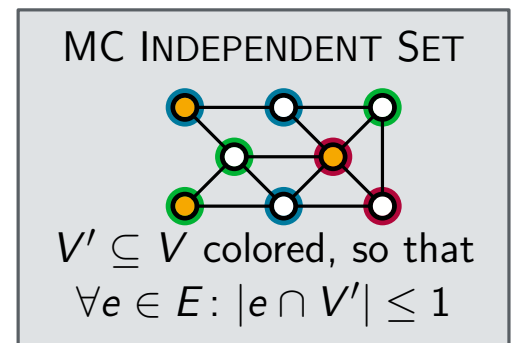 MC INDEPENDENT SET
V′ ⊆ V colored, so that
∀e ∈ E: |e ∩ V′| ≤ 1